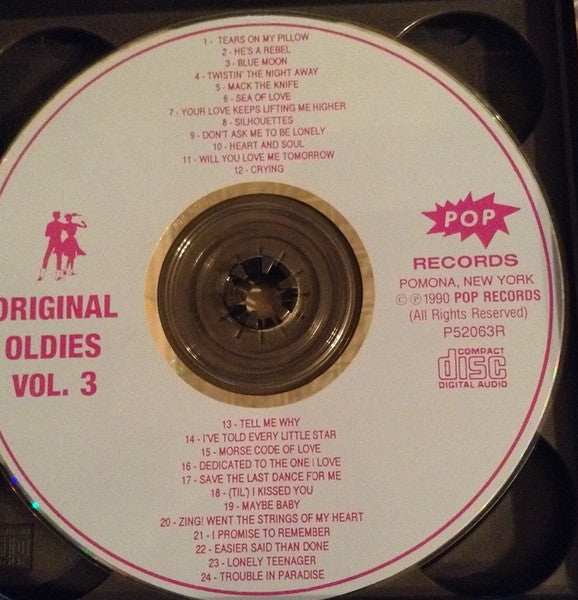 1 - TEARS ON MY PILLOW
2 - HE'S A REBEL
3 - BLUE MOON
4 - TWISTIN' THE NIGHT AWAY
5 - MACK THE KNIFE
6 - SEA OF LOVE
7 - YOUR LOVE KEEPS LIFTING ME HIGHER
8 - SILHOUETTES
9 - DON'T ASK ME TO BE LONELY
10 - HEART AND SOUL
11 - WILL YOU LOVE ME TOMORROW
12 - CRYING
ORIGINAL
OLDIES
VOL. 3
POP
RECORDS
POMONA, NEW YORK
© ℗ 1990 POP RECORDS
(All Rights Reserved)
P52063R
COMPACT
disc
DIGITAL AUDIO
13 - TELL ME WHY
14 - I'VE TOLD EVERY LITTLE STAR
15 - MORSE CODE OF LOVE
16 - DEDICATED TO THE ONE I LOVE
17 - SAVE THE LAST DANCE FOR ME
18 - (TIL') I KISSED YOU
19 - MAYBE BABY
20 - ZING! WENT THE STRINGS OF MY HEART
21 - I PROMISE TO REMEMBER
22 - EASIER SAID THAN DONE
23 - LONELY TEENAGER
24 - TROUBLE IN PARADISE